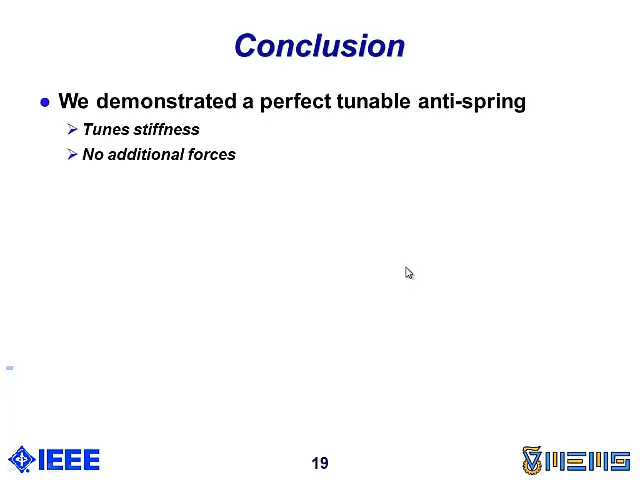 Conclusion
We demonstrated a perfect tunable anti-spring
Tunes stiffness
No additional forces
IEEE
19
MEMS